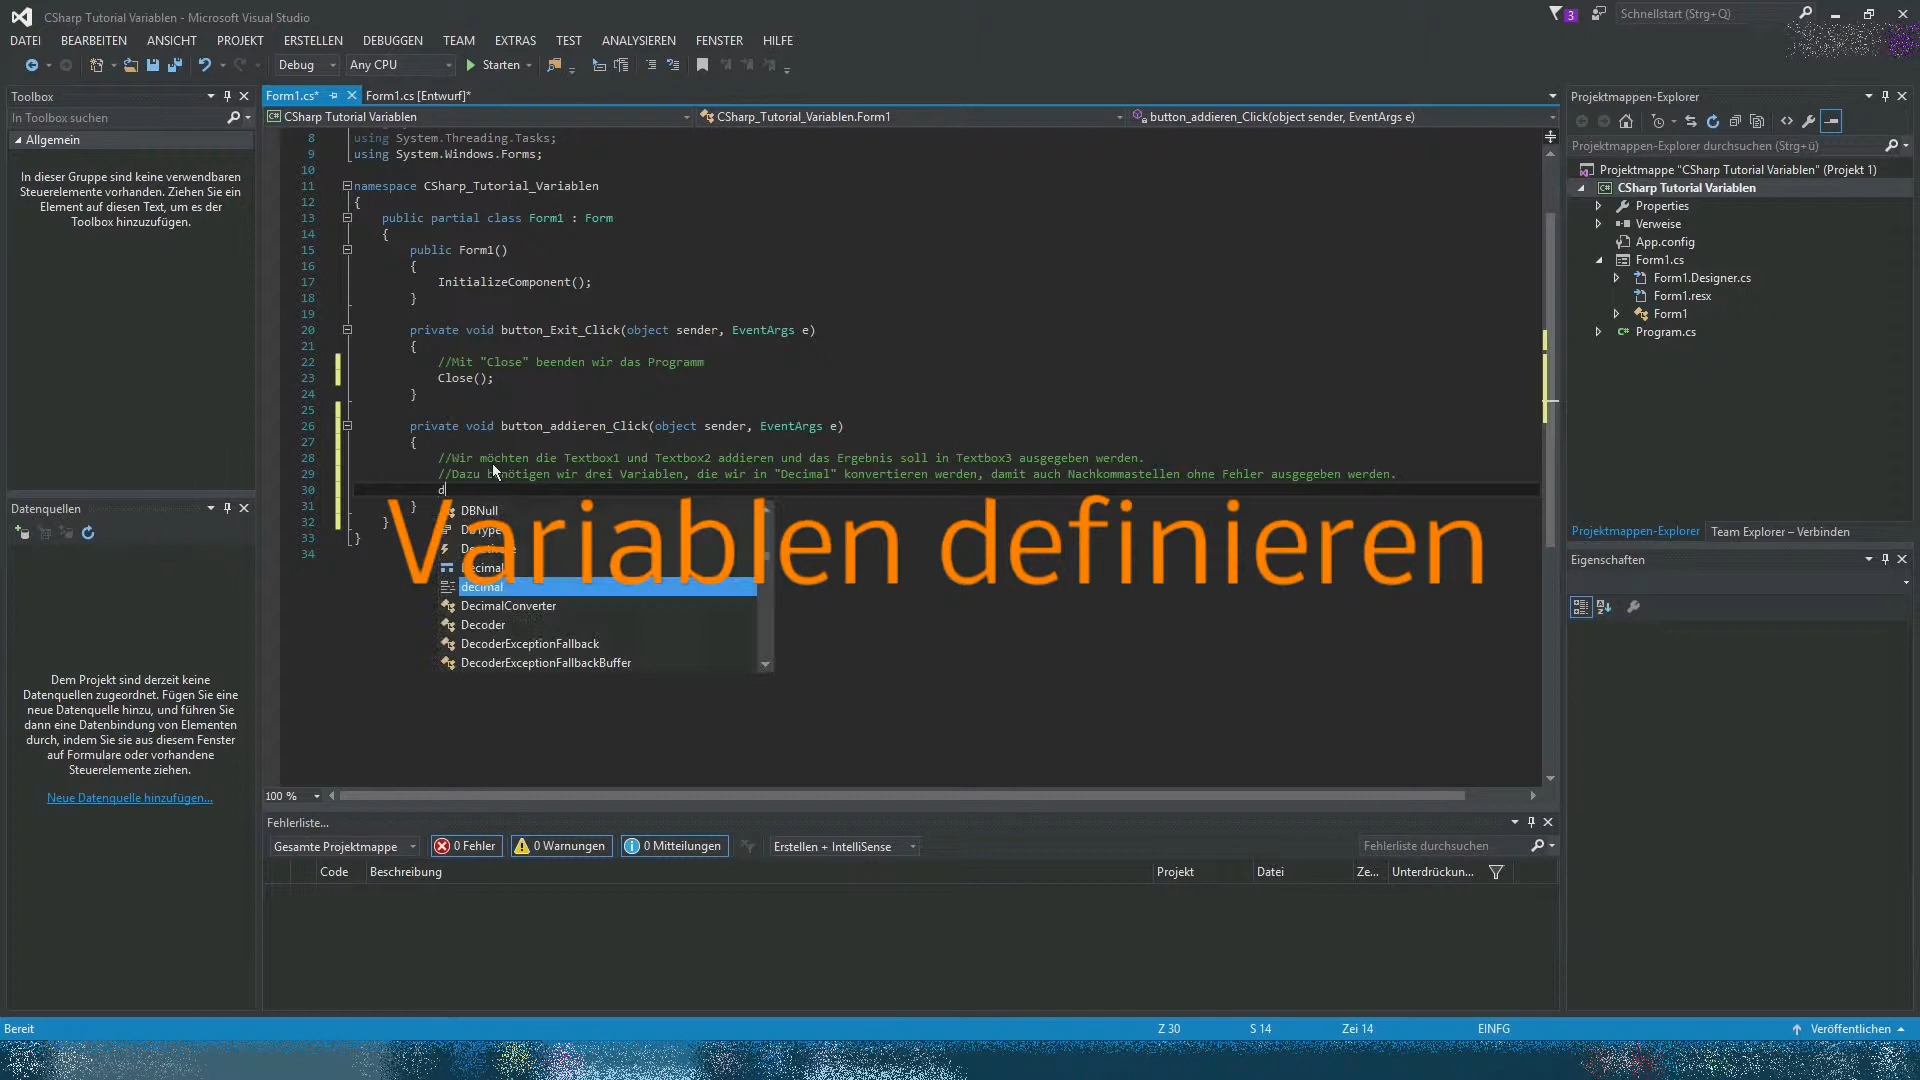 CSharp Tutorial Variablen - Microsoft Visual Studio
3
Schnellstart (Strg+Q)
DATEI BEARBEITEN ANSICHT PROJEKT ERSTELLEN DEBUGGEN TEAM EXTRAS TEST ANALYSIEREN FENSTER HILFE
Debug Any CPU Starten
Toolbox
In Toolbox suchen
Allgemein
In dieser Gruppe sind keine verwendbaren
Steuerelemente vorhanden. Ziehen Sie ein
Element auf diesen Text, um es der
Toolbox hinzuzufügen.
Datenquellen
Dem Projekt sind derzeit keine
Datenquellen zugeordnet. Fügen Sie eine
neue Datenquelle hinzu, und führen Sie
dann eine Datenbindung von Elementen
durch, indem Sie sie aus diesem Fenster
auf Formulare oder vorhandene
Steuerelemente ziehen.
Neue Datenquelle hinzufügen...
Form1.cs* Form1.cs [Entwurf]*
CSharp Tutorial Variablen CSharp_Tutorial_Variablen.Form1 button_addieren_Click(object sender, EventArgs e)
8 using System.Threading.Tasks;
9 using System.Windows.Forms;
10
11 namespace CSharp_Tutorial_Variablen
12 {
13 public partial class Form1 : Form
14 {
15 public Form1()
16 {
17 InitializeComponent();
18 }
19
20 private void button_Exit_Click(object sender, EventArgs e)
21 {
22 //Mit "Close" beenden wir das Programm
23 Close();
24 }
25
26 private void button_addieren_Click(object sender, EventArgs e)
27 {
28 //Wir möchten die Textbox1 und Textbox2 addieren und das Ergebnis soll in Textbox3 ausgegeben werden.
29 //Dazu benötigen wir drei Variablen, die wir in "Decimal" konvertieren werden, damit auch Nachkommastellen ohne Fehler ausgegeben werden.
30 d
31 }
32 }
33 }
34
DBNull
DbType
Decimal
decimal
DecimalConverter
Decoder
DecoderExceptionFallback
DecoderExceptionFallbackBuffer
Variablen definieren
100 %
Fehlerliste...
Gesamte Projektmappe 0 Fehler 0 Warnungen 0 Mitteilungen Erstellen + IntelliSense Fehlerliste durchsuchen
Code Beschreibung Projekt Datei Ze... Unterdrückun...
Projektmappen-Explorer
Projektmappen-Explorer durchsuchen (Strg+ü)
Projektmappe "CSharp Tutorial Variablen" (Projekt 1)
CSharp Tutorial Variablen
Properties
Verweise
App.config
Form1.cs
Form1.Designer.cs
Form1.resx
Form1
Program.cs
Projektmappen-Explorer Team Explorer – Verbinden
Eigenschaften
Bereit Z 30 S 14 Zei 14 EINFG Veröffentlichen